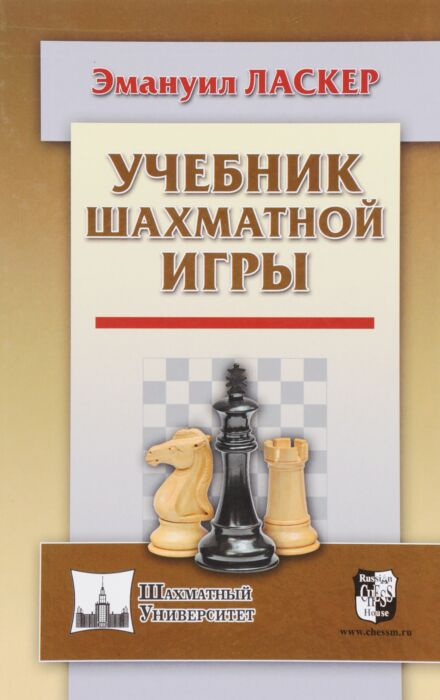 Эмануил ЛАСКЕР
УЧЕБНИК
ШАХМАТНОЙ
ИГРЫ
Шахматный
Университет
Russian
CHESS
House
www.chessm.ru